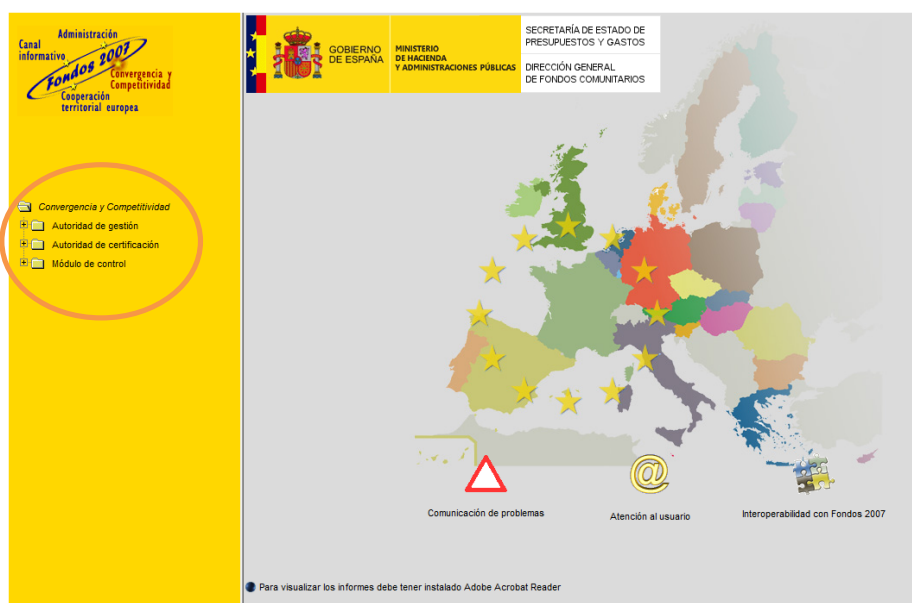 Administración
Canal
informativo
Fondos 2007
Convergencia y
Competitividad
Cooperación
territorial europea
GOBIERNO
DE ESPAÑA
MINISTERIO
DE HACIENDA
Y ADMINISTRACIONES PÚBLICAS
SECRETARÍA DE ESTADO DE
PRESUPUESTOS Y GASTOS
DIRECCIÓN GENERAL
DE FONDOS COMUNITARIOS
Convergencia y Competitividad
Autoridad de gestión
Autoridad de certificación
Módulo de control
@
Comunicación de problemas
Atención al usuario
Interoperabilidad con Fondos 2007
Para visualizar los informes debe tener instalado Adobe Acrobat Reader